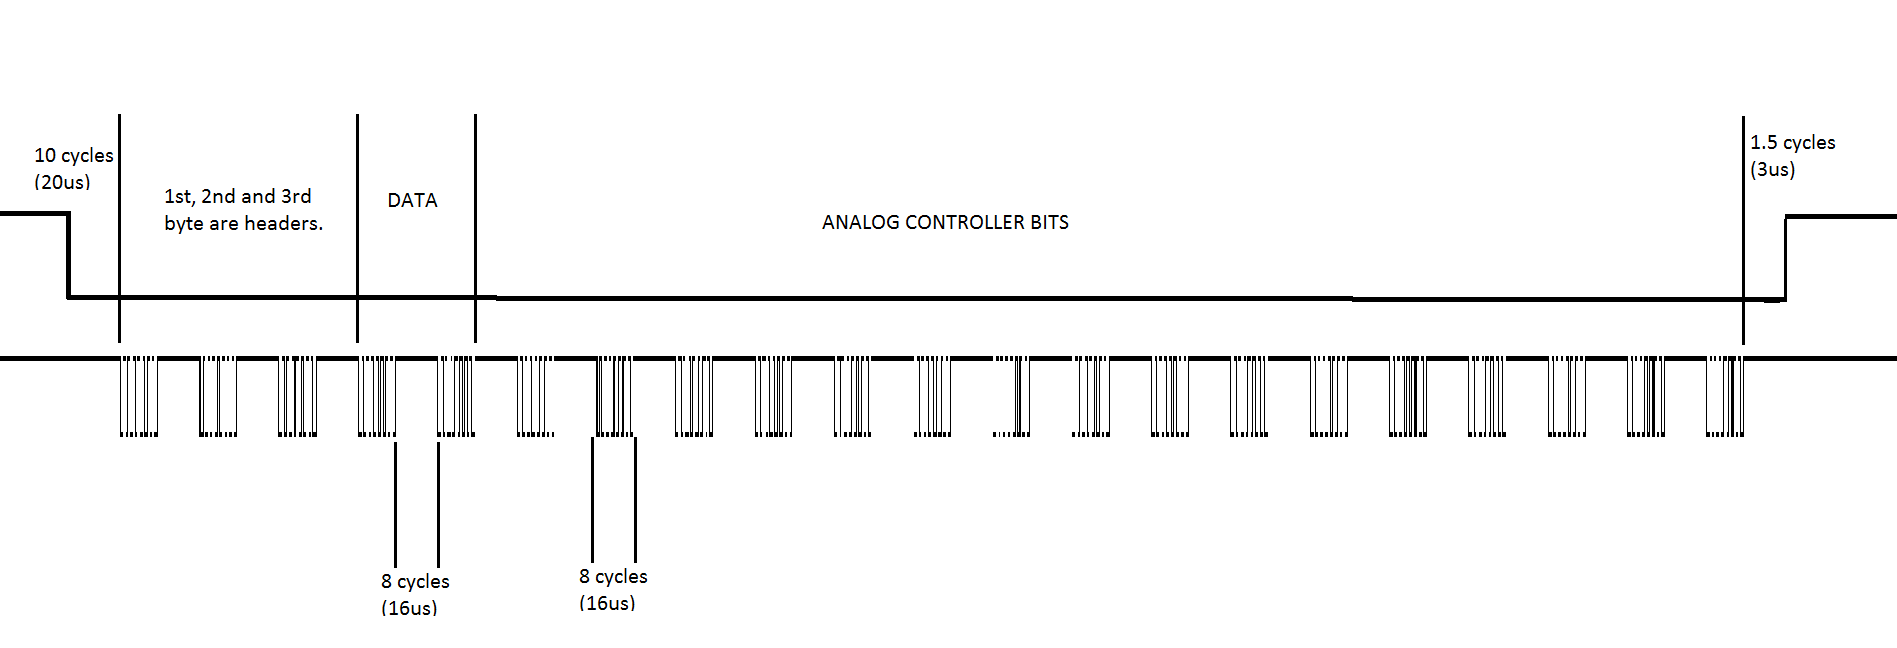 10 cycles
(20us)
1st, 2nd and 3rd
byte are headers.
DATA
ANALOG CONTROLLER BITS
1.5 cycles
(3us)
8 cycles
(16us)
8 cycles
(16us)